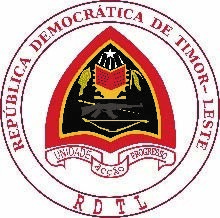 REPÚBLICA DEMOCRÁTICA DE TIMOR-LESTE
UNIDADE ACÇÃO PROGRESSO
RDTL